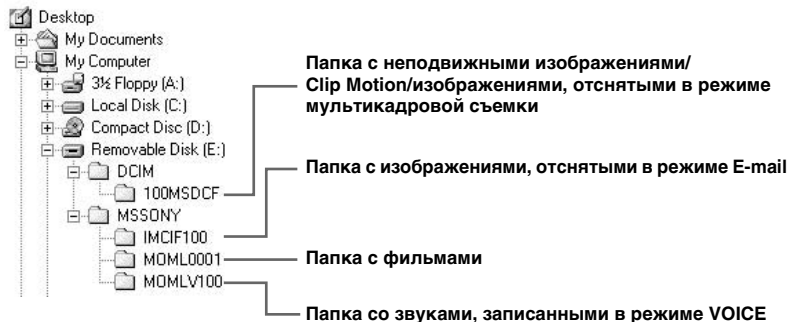 Desktop
My Documents
My Computer
3½ Floppy (A:)
Local Disk (C:)
Compact Disc (D:)
Removable Disk (E:)
DCIM
100MSDCF
MSSONY
IMCIF100
MOML0001
MOMLV100
Папка с неподвижными изображениями/
Clip Motion/изображениями, отснятыми в режиме
мультикадровой съемки
Папка с изображениями, отснятыми в режиме E-mail
Папка с фильмами
Папка со звуками, записанными в режиме VOICE